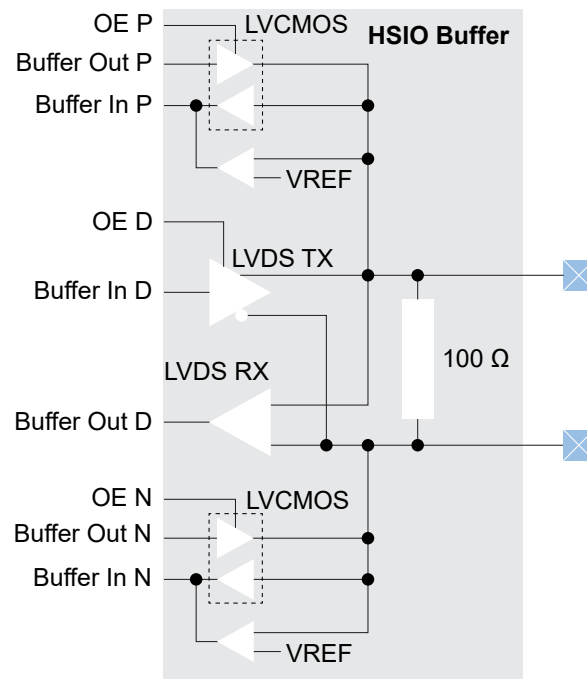 OE P
LVCMOS
HSIO Buffer
Buffer Out P
Buffer In P
VREF
OE D
LVDS TX
Buffer In D
100 Ω
LVDS RX
Buffer Out D
OE N
LVCMOS
Buffer Out N
Buffer In N
VREF